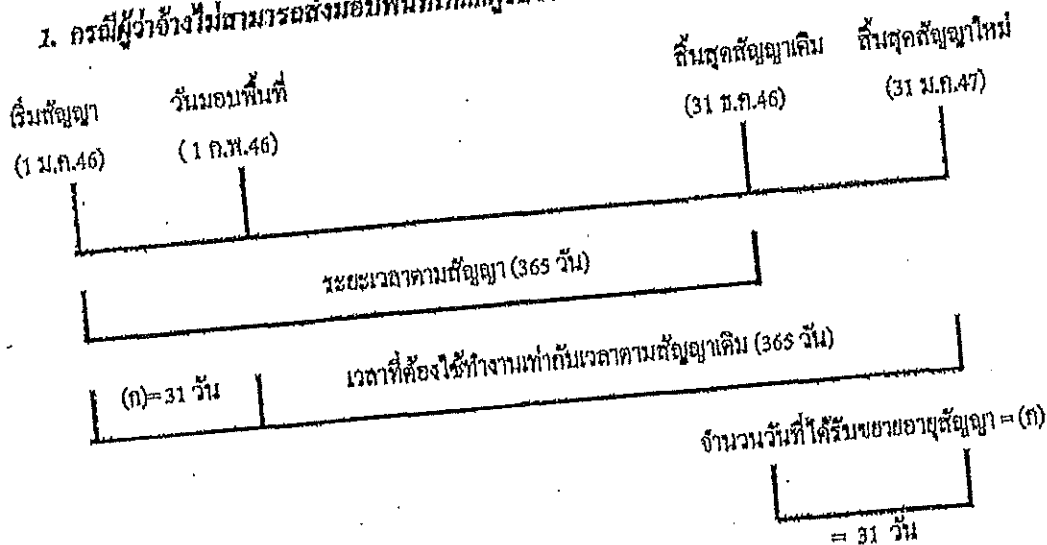 1. กรณีผู้ว่าจ้างไม่สามารถส่งมอบพื้นที่
เริ่มสัญญา วันมอบพื้นที่ สิ้นสุดสัญญาเดิม สิ้นสุดสัญญาใหม่
(1 ม.ค.46) (1 ก.พ.46) (31 ธ.ค.46) (31 ม.ค.47)
ระยะเวลาตามสัญญา (365 วัน)
(ก)=31 วัน เวลาที่ต้องใช้ทำงานเท่ากับเวลาตามสัญญาเดิม (365 วัน)
จำนวนวันที่ได้รับขยายอายุสัญญา = (ก)
= 31 วัน